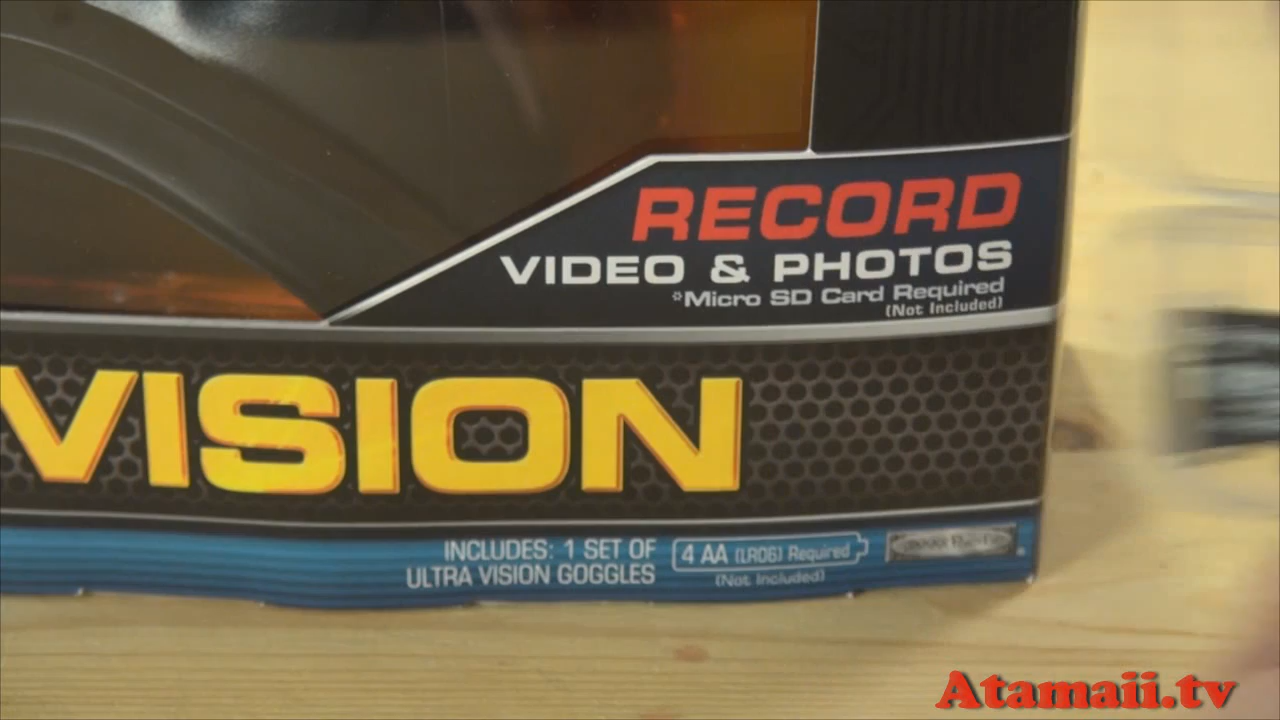 RECORD
VIDEO & PHOTOS
*Micro SD Card Required
(Not Included)
VISION
INCLUDES: 1 SET OF
ULTRA VISION GOGGLES
4 AA (LR06) Required
(Not Included)
Atamaii.tv